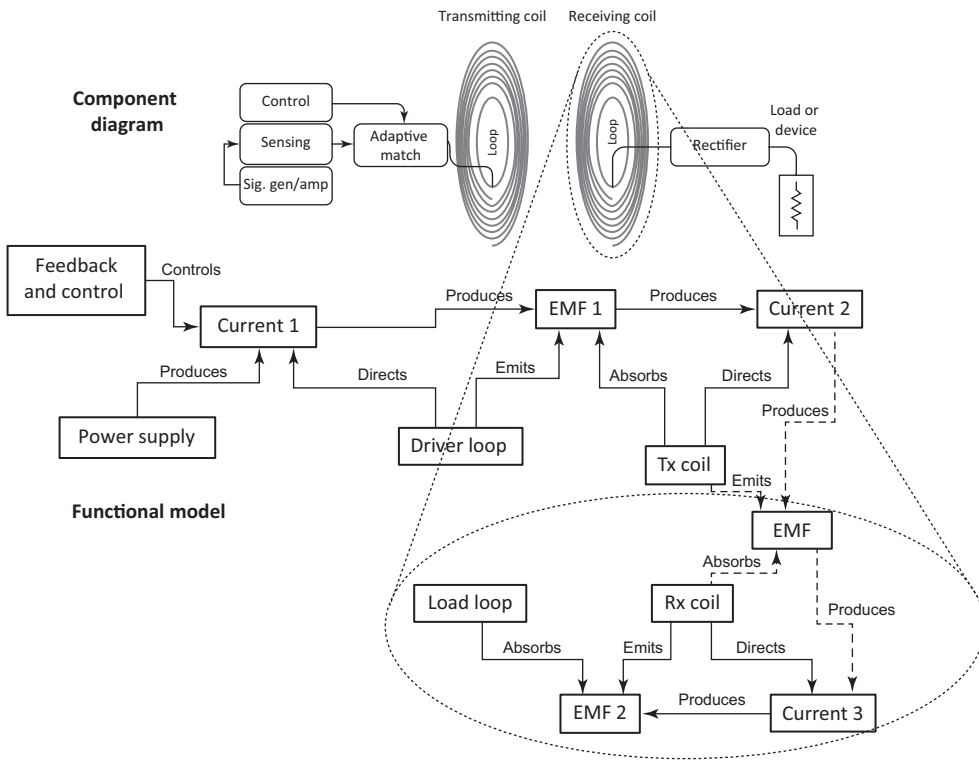 Transmitting coil
Receiving coil
Component
diagram
Control
Sensing
Sig. gen/amp
Adaptive
match
Loop
Loop
Rectifier
Load or
device
Feedback
and control
Controls
Current 1
Produces
EMF 1
Produces
Current 2
Produces
Directs
Emits
Absorbs
Directs
Produces
Power supply
Driver loop
Tx coil
Emits
Functional model
EMF
Absorbs
Load loop
Rx coil
Produces
Absorbs
Emits
Directs
EMF 2
Produces
Current 3